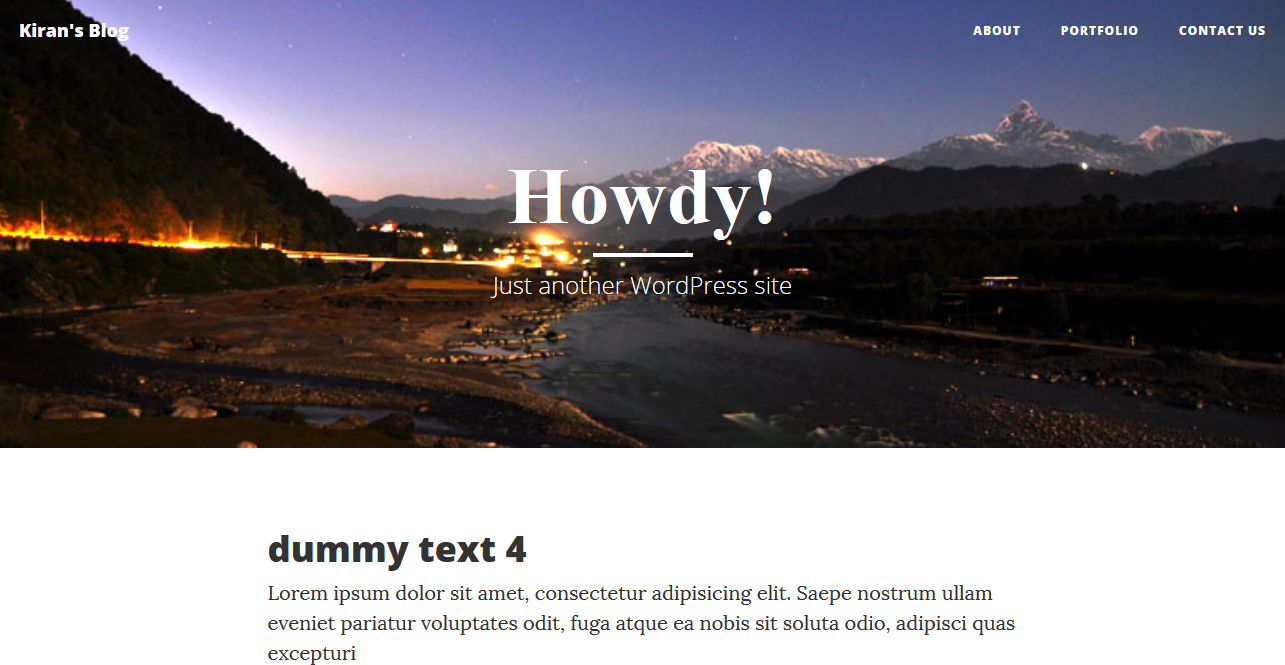 Kiran's Blog
ABOUT PORTFOLIO CONTACT US
Howdy!
Just another WordPress site
dummy text 4
Lorem ipsum dolor sit amet, consectetur adipisicing elit. Saepe nostrum ullam
eveniet pariatur voluptates odit, fuga atque ea nobis sit soluta odio, adipisci quas
excepturi